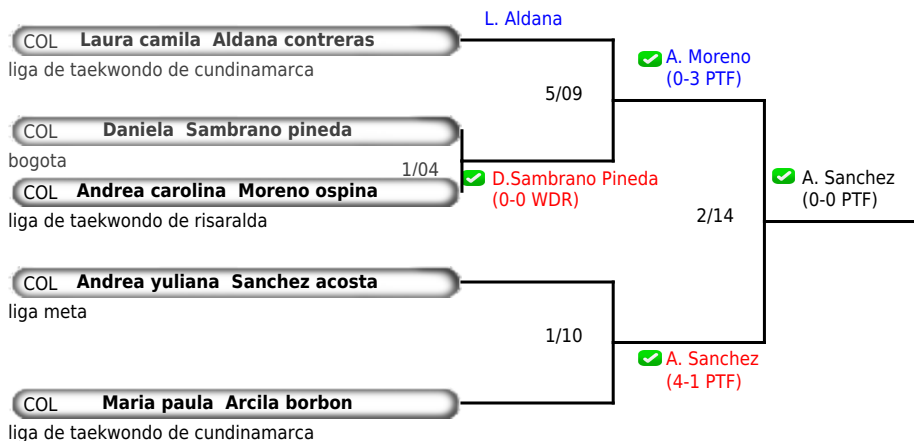 L. Aldana
COL Laura camila Aldana contreras
liga de taekwondo de cundinamarca
A. Moreno
(0-3 PTF)
5/09
COL Daniela Sambrano pineda
bogota
1/04
COL Andrea carolina Moreno ospina
D.Sambrano Pineda
(0-0 WDR)
liga de taekwondo de risaralda
A. Sanchez
(0-0 PTF)
2/14
COL Andrea yuliana Sanchez acosta
liga meta
1/10
A. Sanchez
(4-1 PTF)
COL Maria paula Arcila borbon
liga de taekwondo de cundinamarca